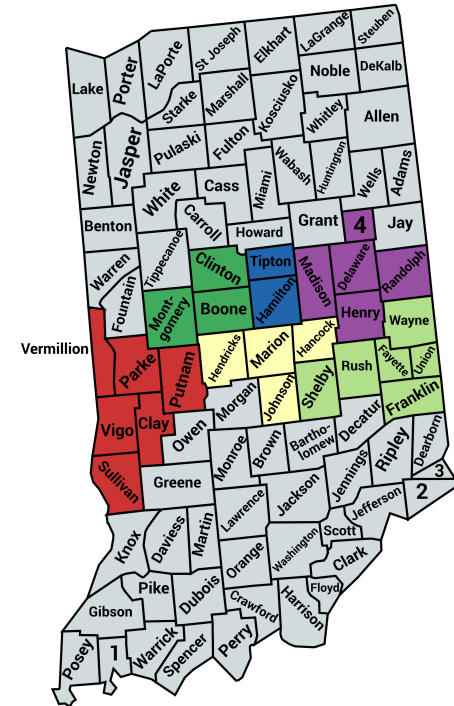 Steuben
LaGrange
Elkhart
St Joseph
LaPorte
Porter
Lake
Noble
DeKalb
Starke
Marshall
Kosciusko
Whitley
Allen
Newton
Jasper
Pulaski
Fulton
Wabash
Huntington
Wells
Adams
White
Cass
Miami
Benton
Carroll
Howard
Grant
4
Jay
Warren
Tippecanoe
Clinton
Tipton
Madison
Delaware
Randolph
Fountain
Mont-
gomery
Boone
Hamilton
Henry
Wayne
Vermillion
Parke
Putnam
Hendricks
Marion
Hancock
Rush
Fayette
Union
Vigo
Clay
Owen
Morgan
Johnson
Shelby
Franklin
Decatur
Sullivan
Greene
Monroe
Brown
Bartho-
lomew
Jennings
Ripley
Dearborn
3
2
Knox
Daviess
Martin
Lawrence
Jackson
Jefferson
Scott
Orange
Washington
Clark
Pike
Dubois
Crawford
Harrison
Floyd
Gibson
Posey
1
Warrick
Spencer
Perry